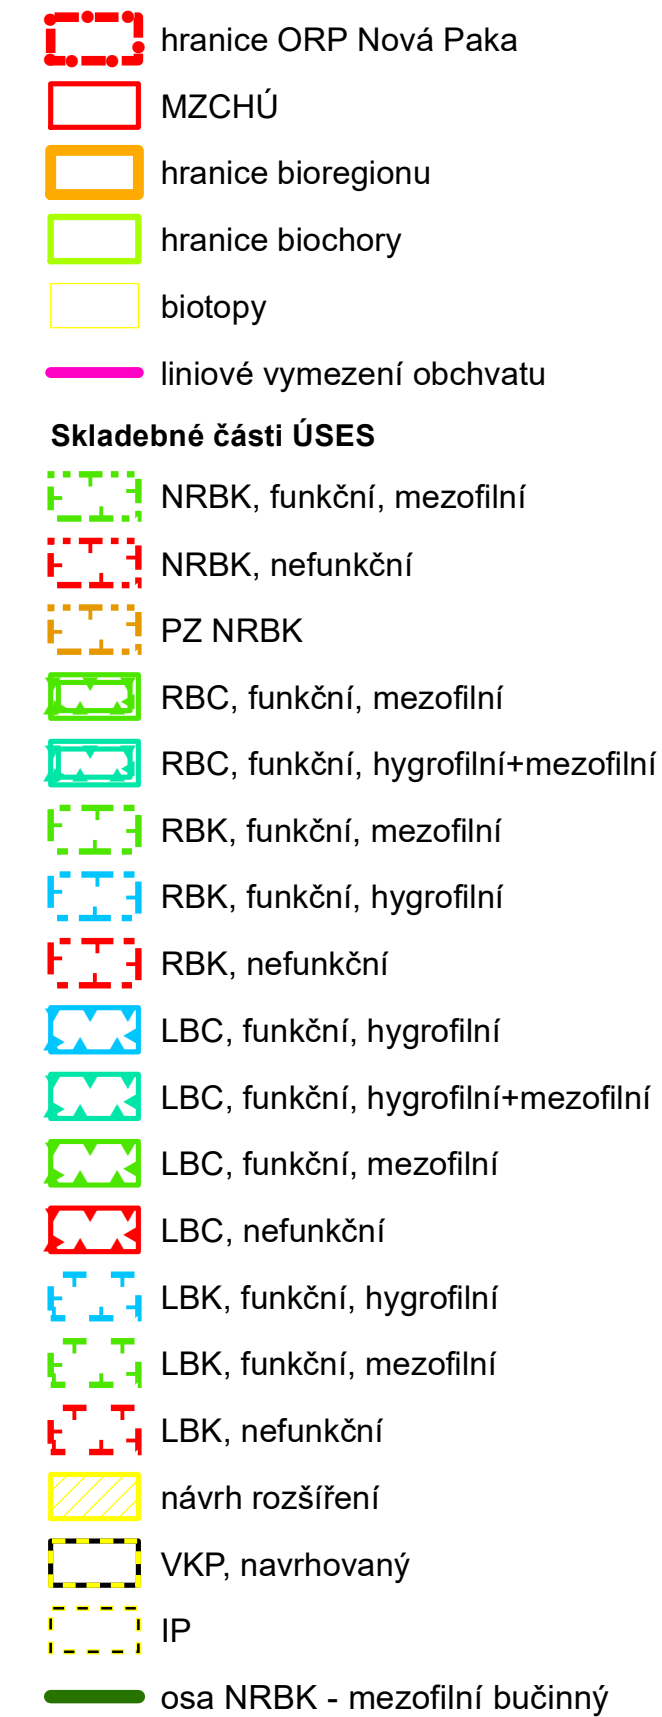 hranice ORP Nová Paka
MZCHÚ
hranice bioregionu
hranice biochory
biotopy
liniové vymezení obchvatu
Skladebné části ÚSES
NRBK, funkční, mezofilní
NRBK, nefunkční
PZ NRBK
RBC, funkční, mezofilní
RBC, funkční, hygrofilní+mezofilní
RBK, funkční, mezofilní
RBK, funkční, hygrofilní
RBK, nefunkční
LBC, funkční, hygrofilní
LBC, funkční, hygrofilní+mezofilní
LBC, funkční, mezofilní
LBC, nefunkční
LBK, funkční, hygrofilní
LBK, funkční, mezofilní
LBK, nefunkční
návrh rozšíření
VKP, navrhovaný
IP
osa NRBK - mezofilní bučinný